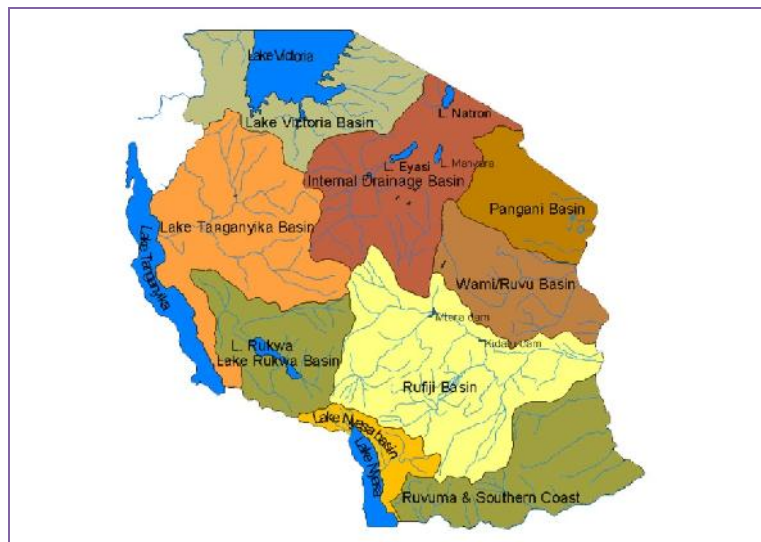 Lake Victoria
L. Natron
Lake Victoria Basin
L. Eyasi
L. Manyara
Internal Drainage Basin
Pangani Basin
Lake Tanganyika Basin
Lake Tanganyika
Wami/Ruvu Basin
Mtera dam
Kidatu dam
L. Rukwa
Lake Rukwa Basin
Rufiji Basin
Lake Nyasa basin
Lake Nyasa
Ruvuma & Southern Coast